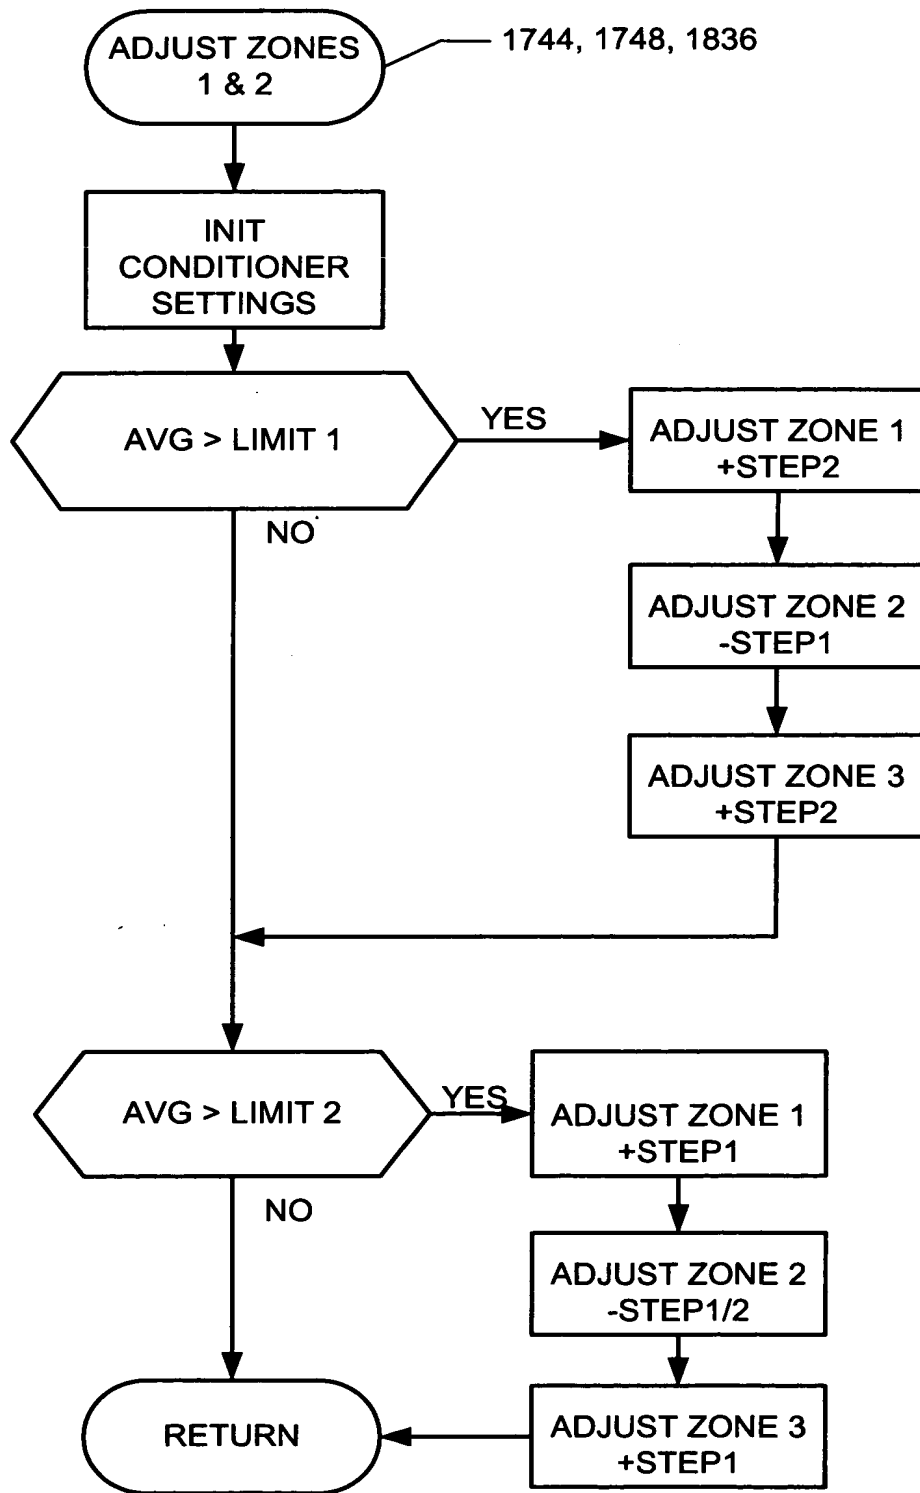 ADJUST ZONES
1 & 2
1744, 1748, 1836
INIT
CONDITIONER
SETTINGS
AVG > LIMIT 1
YES
NO
ADJUST ZONE 1
+STEP2
ADJUST ZONE 2
-STEP1
ADJUST ZONE 3
+STEP2
AVG > LIMIT 2
YES
NO
ADJUST ZONE 1
+STEP1
ADJUST ZONE 2
-STEP1/2
ADJUST ZONE 3
+STEP1
RETURN